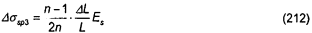 Δσsp3 = n−1/2n · ΔL/L Es (212)